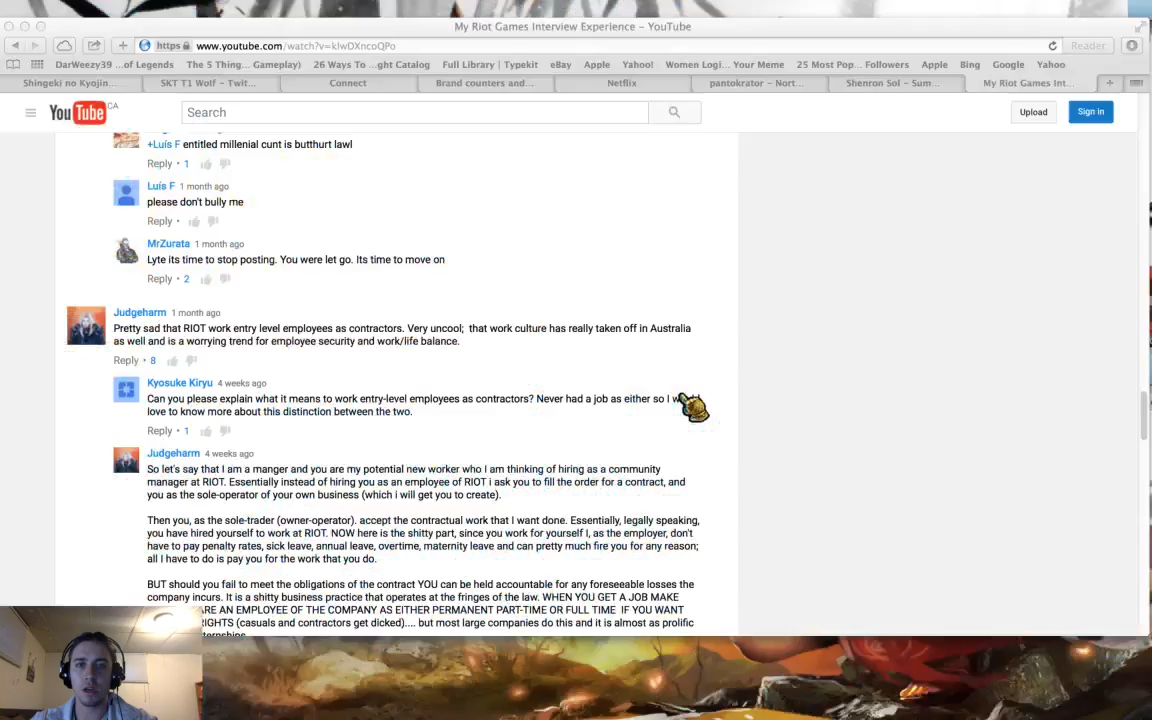 My Riot Games Interview Experience – YouTube
https www.youtube.com/watch?v=kJwDXncoQPo
Reader
DarWeezy39 ...of Legends The 5 Thing... Gameplay) 26 Ways To ...ght Catalog Full Library | Typekit eBay Apple Yahoo! Women Logi... Your Meme 25 Most Pop... Followers Apple Bing Google Yahoo
Shingeki no Kyojin... SKT T1 Wolf – Twit... Connect Brand counters and... Netflix pantokrator – Nort... Shenron Sol – Sum... My Riot Games Int...
YouTube CA Search Upload Sign in
+Luís F entitled millenial cunt is butthurt lawl
Reply • 1
Luís F 1 month ago
please don't bully me
Reply •
MrZurata 1 month ago
Lyte its time to stop posting. You were let go. Its time to move on
Reply • 2
Judgeharm 1 month ago
Pretty sad that RIOT work entry level employees as contractors. Very uncool; that work culture has really taken off in Australia
as well and is a worrying trend for employee security and work/life balance.
Reply • 8
Kyosuke Kiryu 4 weeks ago
Can you please explain what it means to work entry-level employees as contractors? Never had a job as either so I
love to know more about this distinction between the two.
Reply • 1
Judgeharm 4 weeks ago
So let's say that I am a manger and you are my potential new worker who I am thinking of hiring as a community
manager at RIOT. Essentially instead of hiring you as an employee of RIOT i ask you to fill the order for a contract, and
you as the sole-operator of your own business (which i will get you to create).
Then you, as the sole-trader (owner-operator). accept the contractual work that I want done. Essentially, legally speaking,
you have hired yourself to work at RIOT. NOW here is the shitty part, since you work for yourself I, as the employer, don't
have to pay penalty rates, sick leave, annual leave, overtime, maternity leave and can pretty much fire you for any reason;
all I have to do is pay you for the work that you do.
BUT should you fail to meet the obligations of the contract YOU can be held accountable for any foreseeable losses the
company incurs. It is a shitty business practice that operates at the fringes of the law. WHEN YOU GET A JOB MAKE
ARE AN EMPLOYEE OF THE COMPANY AS EITHER PERMANENT PART-TIME OR FULL TIME IF YOU WANT
RIGHTS (casuals and contractors get dicked).... but most large companies do this and it is almost as prolific